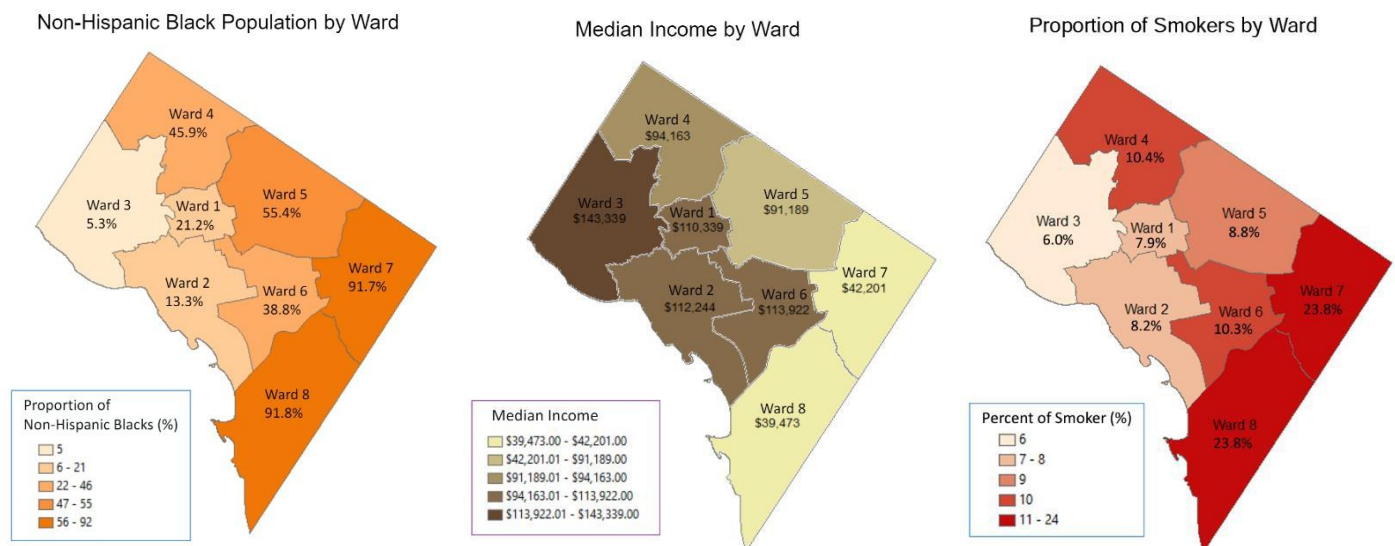 Non-Hispanic Black Population by Ward
Ward 4
45.9%
Ward 3
5.3%
Ward 1
21.2%
Ward 5
55.4%
Ward 2
13.3%
Ward 6
38.8%
Ward 7
91.7%
Ward 8
91.8%
Proportion of
Non-Hispanic Blacks (%)
5
6 - 21
22 - 46
47 - 55
56 - 92
Median Income by Ward
Ward 4
$94,163
Ward 3
$143,339
Ward 1
$110,339
Ward 5
$91,189
Ward 2
$112,244
Ward 6
$113,922
Ward 7
$42,201
Ward 8
$39,473
Median Income
$39,473.00 - $42,201.00
$42,201.01 - $91,189.00
$91,189.01 - $94,163.00
$94,163.01 - $113,922.00
$113,922.01 - $143,339.00
Proportion of Smokers by Ward
Ward 4
10.4%
Ward 3
6.0%
Ward 1
7.9%
Ward 5
8.8%
Ward 2
8.2%
Ward 6
10.3%
Ward 7
23.8%
Ward 8
23.8%
Percent of Smoker (%)
6
7 - 8
9
10
11 - 24